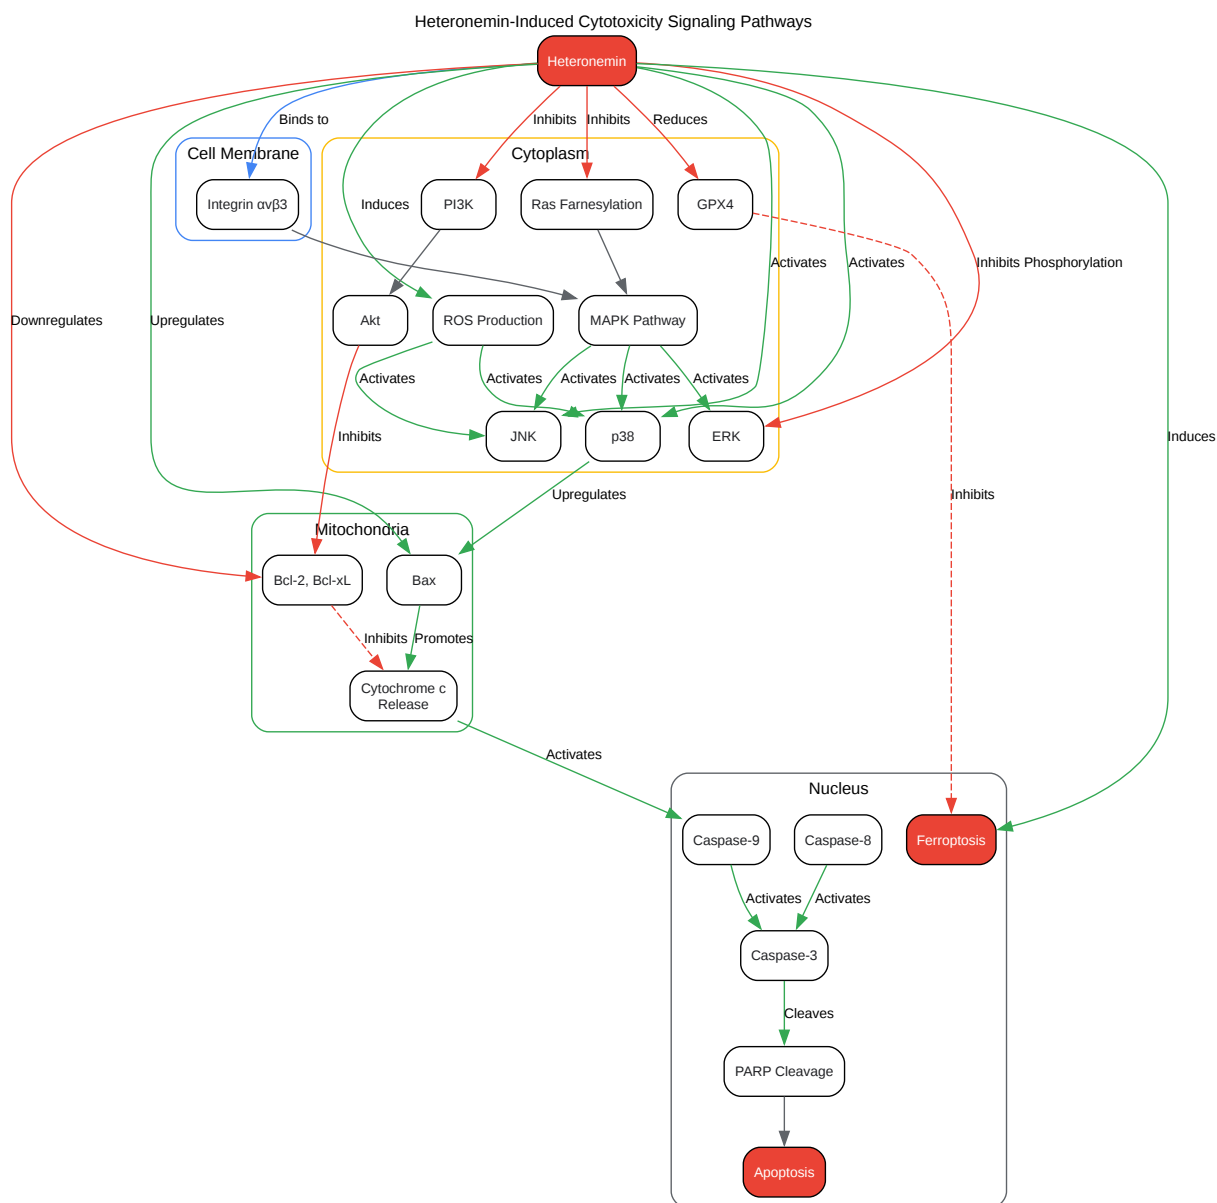 Heteronemin-Induced Cytotoxicity Signaling Pathways
Heteronemin
Binds to
Inhibits
Inhibits
Reduces
Cell Membrane
Cytoplasm
Integrin αvβ3
Induces
PI3K
Ras Farnesylation
GPX4
Activates
Activates
Inhibits Phosphorylation
Downregulates
Upregulates
Akt
ROS Production
MAPK Pathway
Activates
Activates
Activates
Activates
Activates
Inhibits
JNK
p38
ERK
Induces
Upregulates
Inhibits
Mitochondria
Bcl-2, Bcl-xL
Bax
Inhibits
Promotes
Cytochrome c
Release
Activates
Nucleus
Caspase-9
Caspase-8
Ferroptosis
Activates
Activates
Caspase-3
Cleaves
PARP Cleavage
Apoptosis